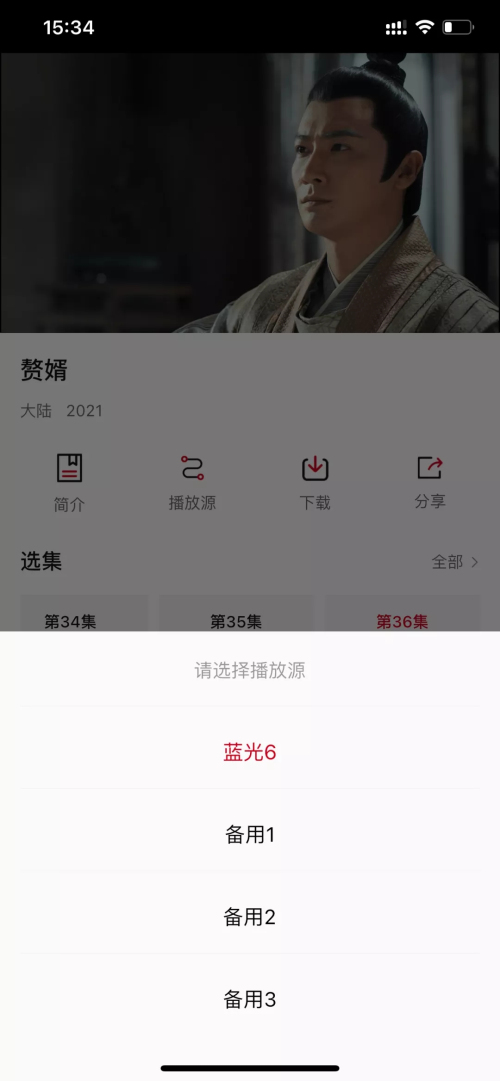 15:34
赘婿
大陆 2021
简介 播放源 下载 分享
选集 全部
第34集 第35集 第36集
请选择播放源
蓝光6
备用1
备用2
备用3